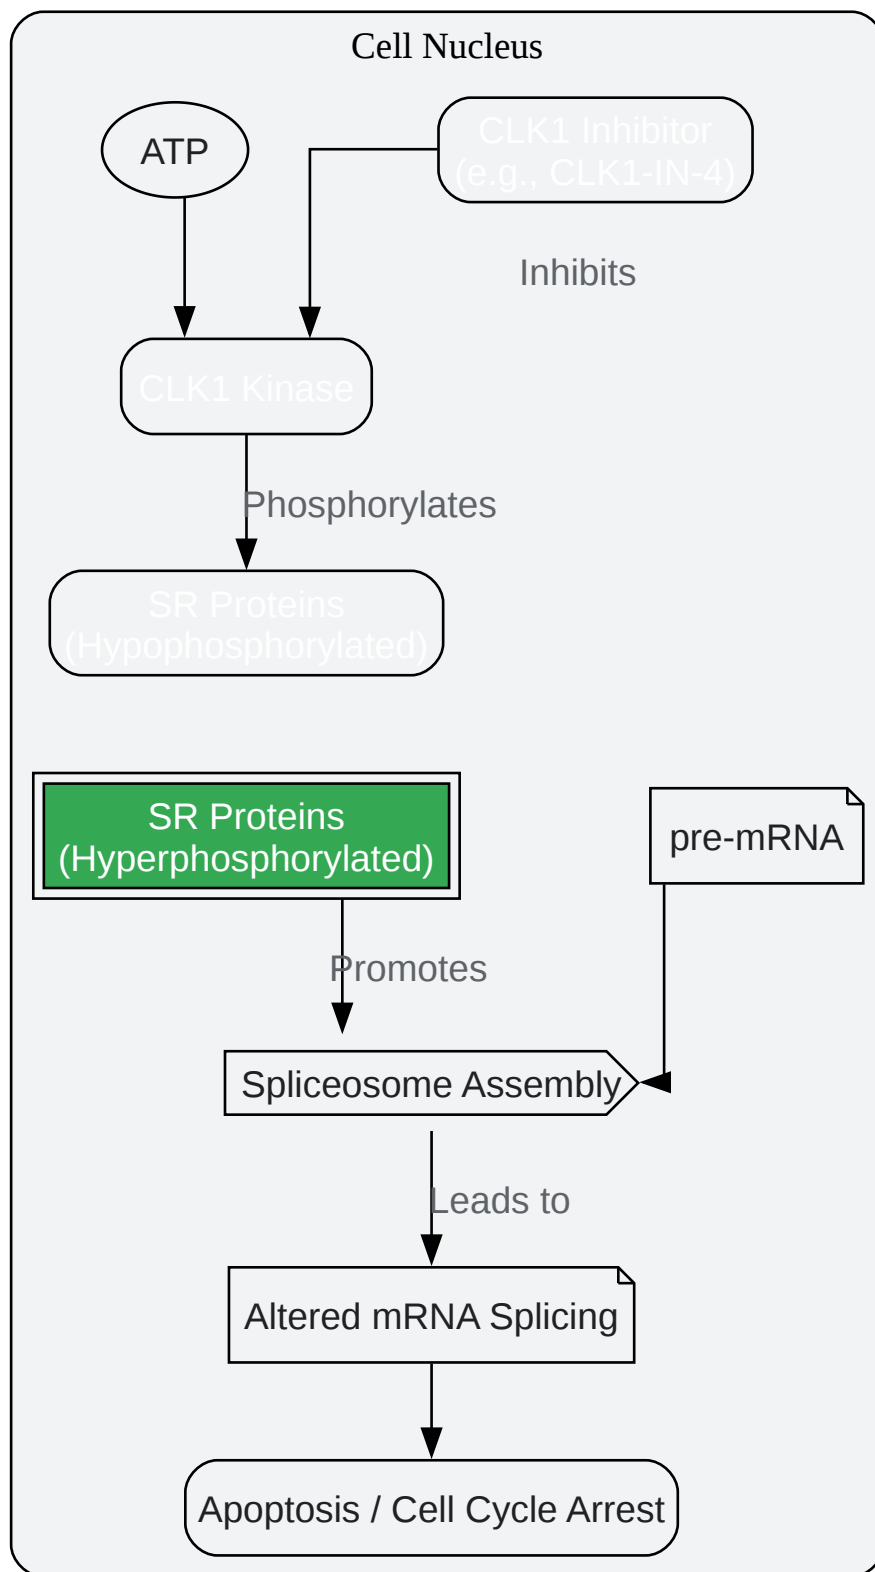 Cell Nucleus
ATP
CLK1 Inhibitor
(e.g., CLK1-IN-4)
Inhibits
CLK1 Kinase
Phosphorylates
SR Proteins
(Hypophosphorylated)
SR Proteins
(Hyperphosphorylated)
pre-mRNA
Promotes
Spliceosome Assembly
Leads to
Altered mRNA Splicing
Apoptosis / Cell Cycle Arrest